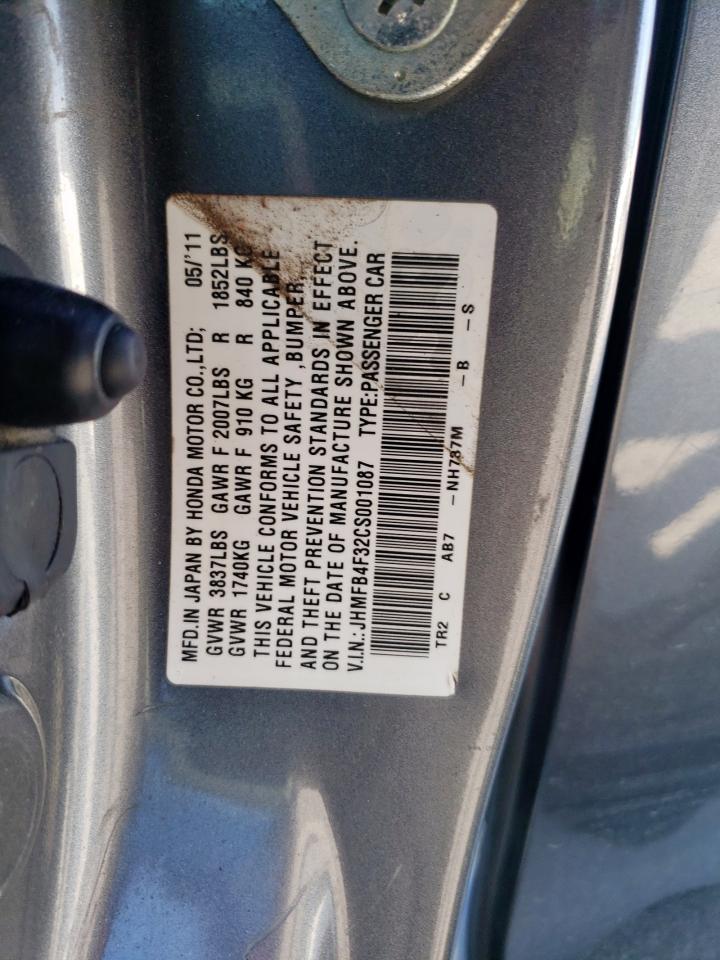 MFD.IN JAPAN BY HONDA MOTOR CO.,LTD; 05/'11
GVWR 3837LBS GAWR F 2007LBS R 1852LBS
GVWR 1740KG GAWR F 910 KG R 840 KG
THIS VEHICLE CONFORMS TO ALL APPLICABLE
FEDERAL MOTOR VEHICLE SAFETY ,BUMPER,
AND THEFT PREVENTION STANDARDS IN EFFECT
ON THE DATE OF MANUFACTURE SHOWN ABOVE.
V.I.N.: JHMFB4F32CS001087 TYPE:PASSENGER CAR
TR2 C AB7 – NH737M – B – S